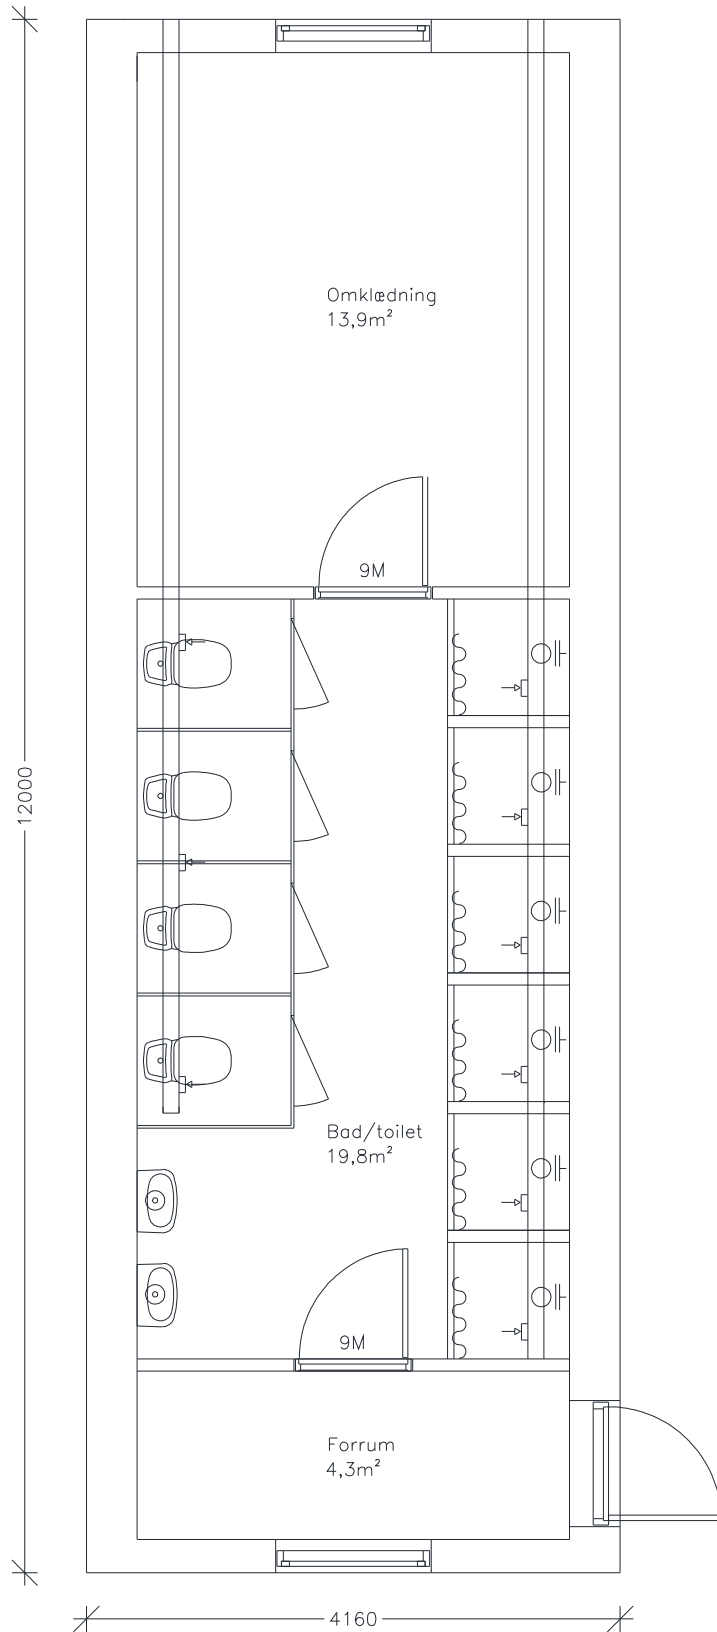 Omklædning
13,9m²
9M
12000
Bad/toilet
19,8m²
9M
Forrum
4,3m²
4160